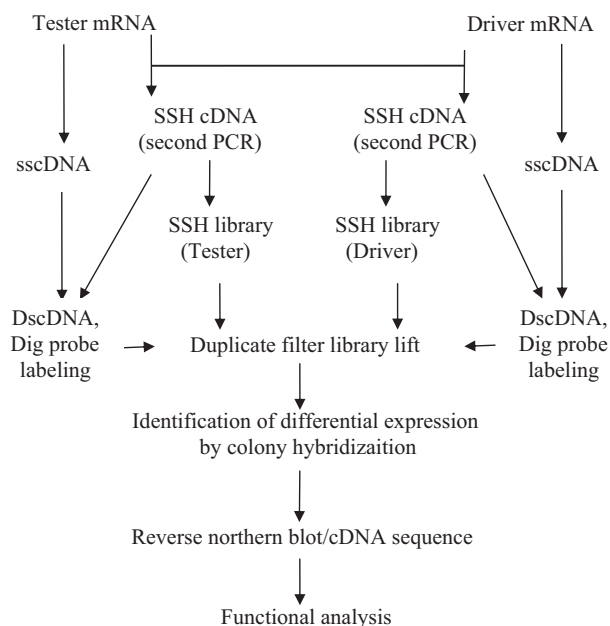 Tester mRNA
Driver mRNA
SSH cDNA
(second PCR)
SSH cDNA
(second PCR)
sscDNA
sscDNA
SSH library
(Tester)
SSH library
(Driver)
DscDNA,
Dig probe
labeling
Duplicate filter library lift
DscDNA,
Dig probe
labeling
Identification of differential expression
by colony hybridizaition
Reverse northern blot/cDNA sequence
Functional analysis